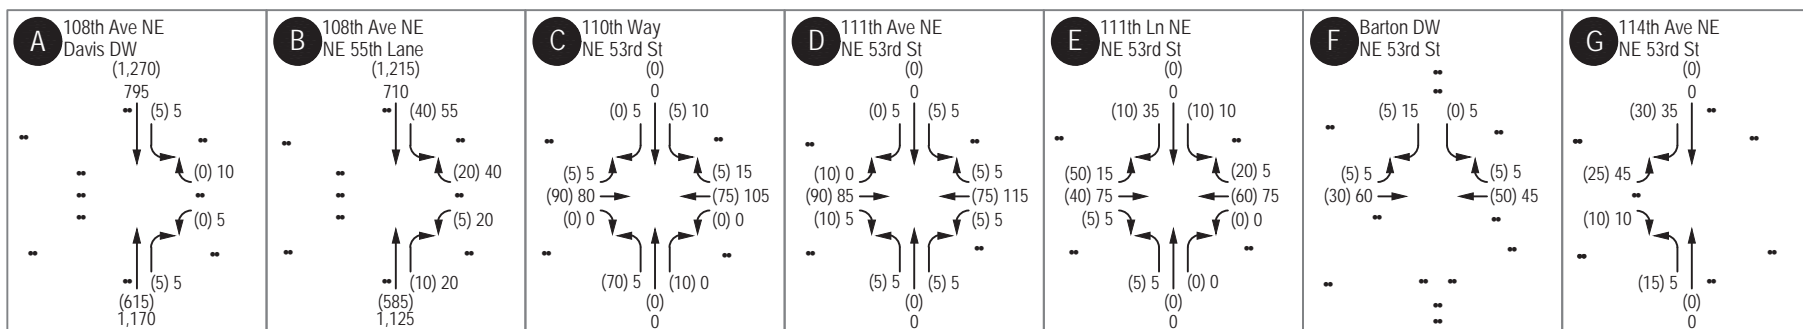 A
108th Ave NE
Davis DW
(1,270)
795
(5) 5
(0) 10
(0) 5
(5) 5
(615)
1,170
B
108th Ave NE
NE 55th Lane
(1,215)
710
(40) 55
(20) 40
(5) 20
(10) 20
(585)
1,125
C
110th Way
NE 53rd St
(0)
0
(0) 5 (5) 10
(5) 5 (5) 15
(90) 80 (75) 105
(0) 0 (0) 0
(70) 5 (10) 0
(0)
0
D
111th Ave NE
NE 53rd St
(0)
0
(0) 5 (5) 5
(10) 0 (5) 5
(90) 85 (75) 115
(10) 5 (5) 5
(5) 5 (5) 5
(0)
0
E
111th Ln NE
NE 53rd St
(0)
0
(10) 35 (10) 10
(50) 15 (20) 5
(40) 75 (60) 75
(5) 5 (0) 0
(5) 5 (0) 0
(0)
0
F
Barton DW
NE 53rd St
(5) 15 (0) 5
(5) 5 (5) 5
(30) 60 (50) 45
G
114th Ave NE
NE 53rd St
(0)
0
(30) 35
(25) 45
(10) 10
(15) 5
(0)
0